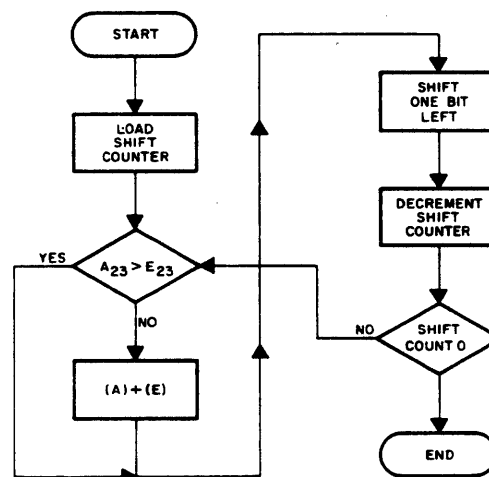 START
LOAD
SHIFT
COUNTER
YES
A23 > E23
NO
(A) + (E)
SHIFT
ONE BIT
LEFT
DECREMENT
SHIFT
COUNTER
NO
SHIFT
COUNT 0
END